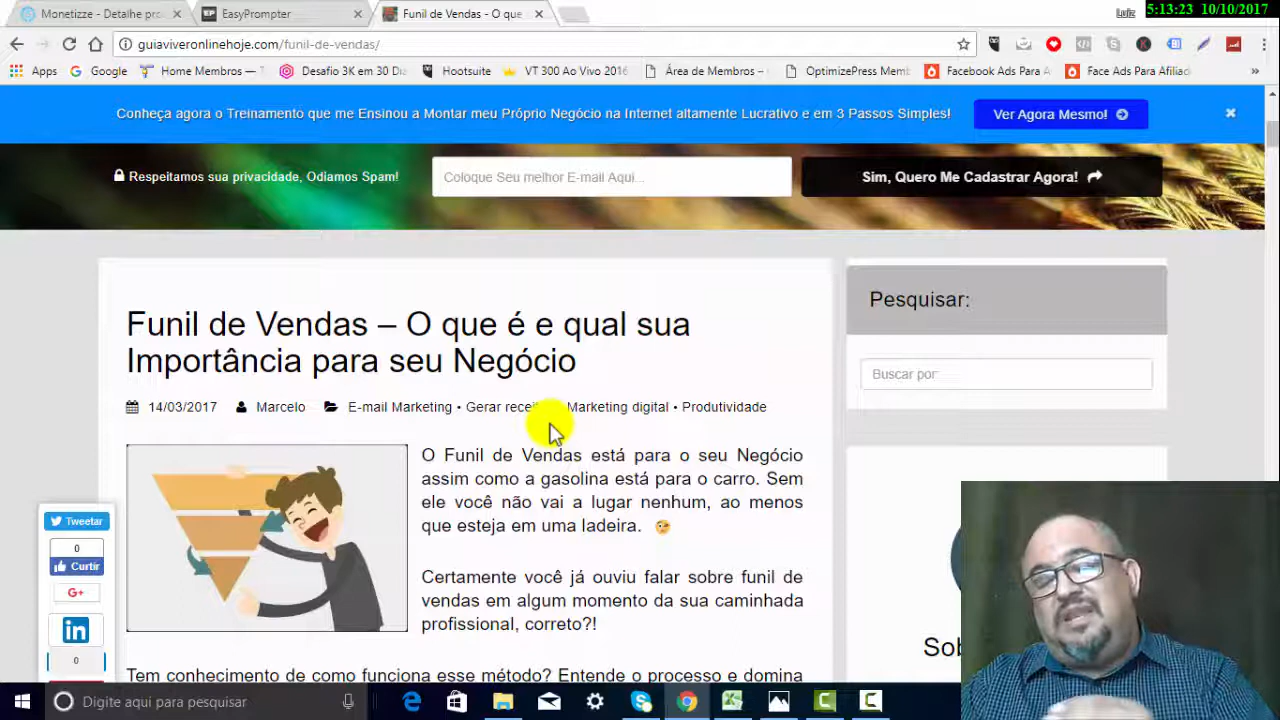 Monetizze - Detalhe pro
EasyPrompter
Funil de Vendas - O que
Luiz
5:13:23 10/10/2017
guiaviveronlinehoje.com/funil-de-vendas/
Apps
Google
Home Membros —
Desafio 3K em 30 Dia
Hootsuite
VT 300 Ao Vivo 2016
Área de Membros –
OptimizePress Memb
Facebook Ads Para A
Face Ads Para Afiliad
»
Conheça agora o Treinamento que me Ensinou a Montar meu Próprio Negócio na Internet altamente Lucrativo e em 3 Passos Simples!
Ver Agora Mesmo!
Respeitamos sua privacidade, Odiamos Spam!
Coloque Seu melhor E-mail Aqui...
Sim, Quero Me Cadastrar Agora!
Funil de Vendas – O que é e qual sua
Importância para seu Negócio
Pesquisar:
Buscar por
14/03/2017 Marcelo E-mail Marketing • Gerar recei Marketing digital • Produtividade
O Funil de Vendas está para o seu Negócio
assim como a gasolina está para o carro. Sem
ele você não vai a lugar nenhum, ao menos
que esteja em uma ladeira.
Certamente você já ouviu falar sobre funil de
vendas em algum momento da sua caminhada
profissional, correto?!
Tem conhecimento de como funciona esse método? Entende o processo e domina
Tweetar
0
Curtir
G+
in
0
Sob
Digite aqui para pesquisar